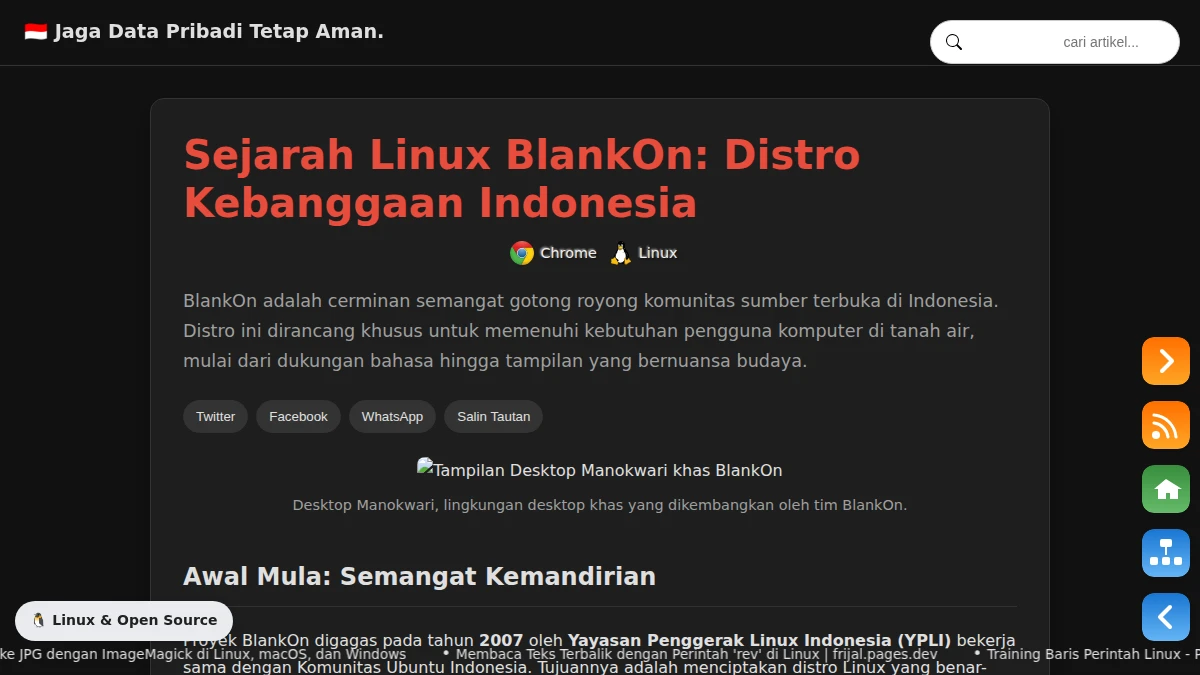 🇮🇩 Jaga Data Pribadi Tetap Aman.
cari artikel...
Sejarah Linux BlankOn: Distro
Kebanggaan Indonesia
Chrome Linux
BlankOn adalah cerminan semangat gotong royong komunitas sumber terbuka di Indonesia.
Distro ini dirancang khusus untuk memenuhi kebutuhan pengguna komputer di tanah air,
mulai dari dukungan bahasa hingga tampilan yang bernuansa budaya.
Twitter Facebook WhatsApp Salin Tautan
Tampilan Desktop Manokwari khas BlankOn
Desktop Manokwari, lingkungan desktop khas yang dikembangkan oleh tim BlankOn.
Awal Mula: Semangat Kemandirian
🐧 Linux & Open Source
Proyek BlankOn digagas pada tahun 2007 oleh Yayasan Penggerak Linux Indonesia (YPLI) bekerja
ke JPG dengan ImageMagick di Linux, macOS, dan Windows • Membaca Teks Terbalik dengan Perintah 'rev' di Linux | frijal.pages.dev • Training Baris Perintah Linux - P
sama dengan Komunitas Ubuntu Indonesia. Tujuannya adalah menciptakan distro Linux yang benar-